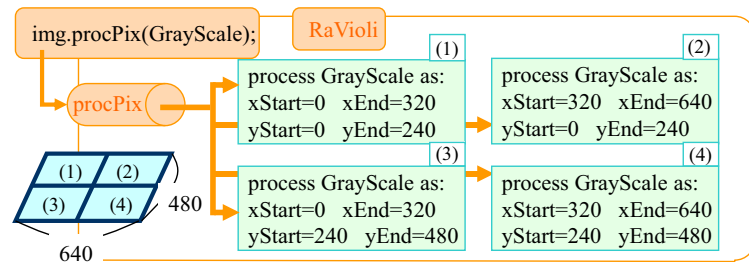 img.procPix(GrayScale);
RaVioli
procPix
(1)
process GrayScale as:
xStart=0 xEnd=320
yStart=0 yEnd=240
(2)
process GrayScale as:
xStart=320 xEnd=640
yStart=0 yEnd=240
(3)
process GrayScale as:
xStart=0 xEnd=320
yStart=240 yEnd=480
(4)
process GrayScale as:
xStart=320 xEnd=640
yStart=240 yEnd=480
(1) (2)
(3) (4)
480
640